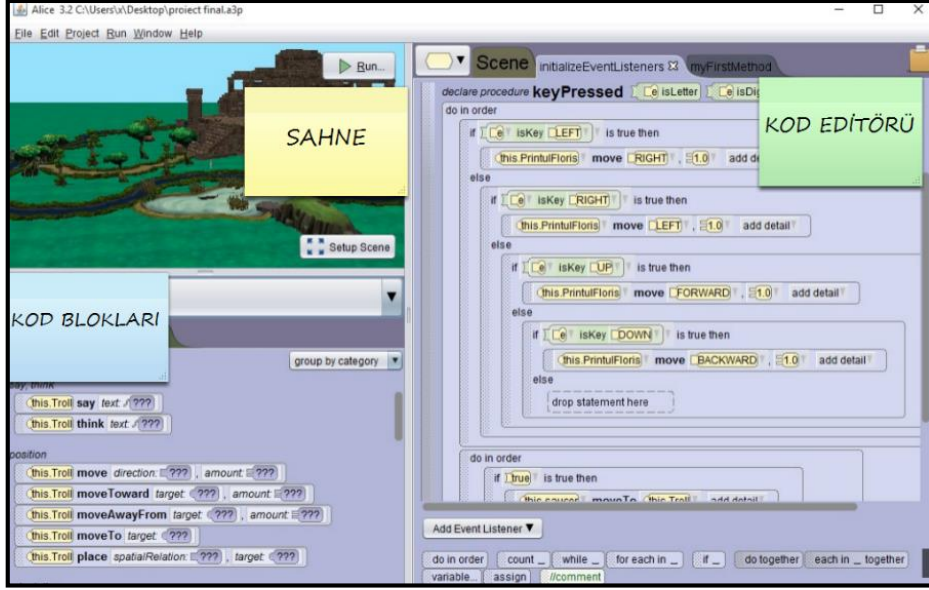 Alice 3.2 C:\Users\x\Desktop\proiect final.a3p
File Edit Project Run Window Help
Run...
SAHNE
Setup Scene
KOD BLOKLARI
group by category
say, think
this.Troll say text: ???
this.Troll think text: ???
position
this.Troll move direction: ??? , amount: ???
this.Troll moveToward target: ??? , amount: ???
this.Troll moveAwayFrom target: ??? , amount: ???
this.Troll moveTo target: ???
this.Troll place spatialRelation: ??? , target: ???
Scene initializeEventListeners myFirstMethod
declare procedure keyPressed e isLetter e isDig
KOD EDİTÖRÜ
do in order
if e isKey LEFT is true then
this.PrintulFloris move RIGHT , 1.0 add de
else
if e isKey RIGHT is true then
this.PrintulFloris move LEFT , 1.0 add detail
else
if e isKey UP is true then
this.PrintulFloris move FORWARD , 1.0 add detail
else
if e isKey DOWN is true then
this.PrintulFloris move BACKWARD , 1.0 add detail
else
drop statement here
do in order
if true is true then
this.saucer moveTo this.Troll add detail
Add Event Listener
do in order count _ while _ for each in _ if _ do together each in _ together
variable... assign //comment